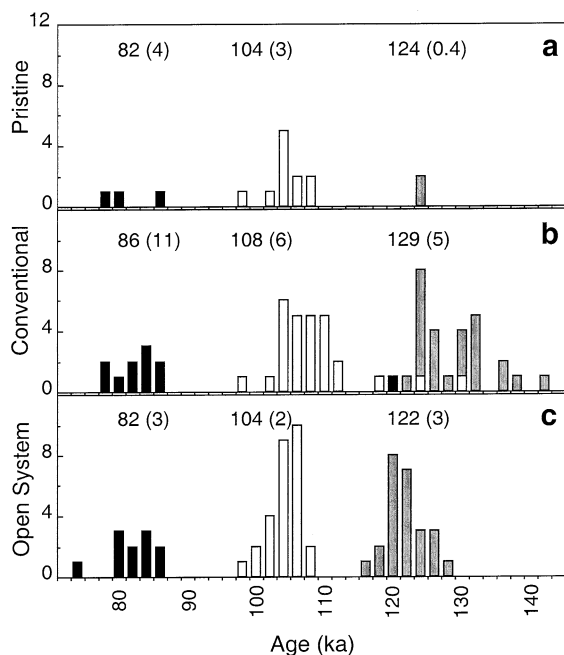 12
82 (4) 104 (3) 124 (0.4) a
8
Pristine
4
0
86 (11) 108 (6) 129 (5) b
8
Conventional
4
0
82 (3) 104 (2) 122 (3) c
8
Open System
4
0
80 90 100 110 120 130 140
Age (ka)